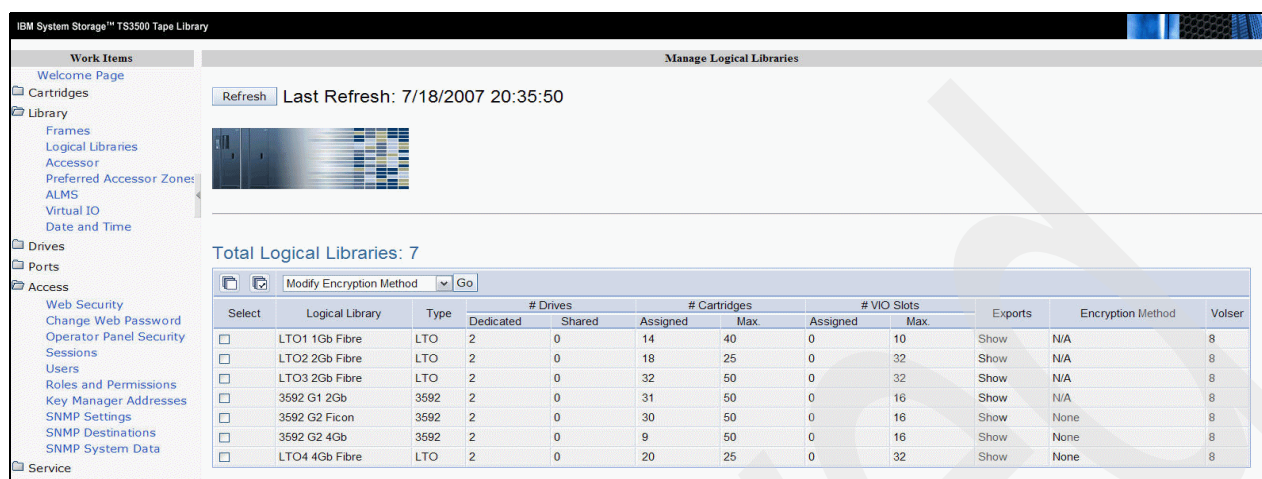 IBM System Storage™ TS3500 Tape Library
Work Items
Welcome Page
Cartridges
Library
Frames
Logical Libraries
Accessor
Preferred Accessor Zones
ALMS
Virtual IO
Date and Time
Drives
Ports
Access
Web Security
Change Web Password
Operator Panel Security
Sessions
Users
Roles and Permissions
Key Manager Addresses
SNMP Settings
SNMP Destinations
SNMP System Data
Service
Manage Logical Libraries
Refresh Last Refresh: 7/18/2007 20:35:50
Total Logical Libraries: 7
Modify Encryption Method Go
Select Logical Library Type # Drives # Cartridges # VIO Slots Exports Encryption Method Volser
Dedicated Shared Assigned Max. Assigned Max.
LTO1 1Gb Fibre LTO 2 0 14 40 0 10 Show N/A 8
LTO2 2Gb Fibre LTO 2 0 18 25 0 32 Show N/A 8
LTO3 2Gb Fibre LTO 2 0 32 50 0 32 Show N/A 8
3592 G1 2Gb 3592 2 0 31 50 0 16 Show N/A 8
3592 G2 Ficon 3592 2 0 30 50 0 16 Show None 8
3592 G2 4Gb 3592 2 0 9 50 0 16 Show None 8
LTO4 4Gb Fibre LTO 2 0 20 25 0 32 Show None 8